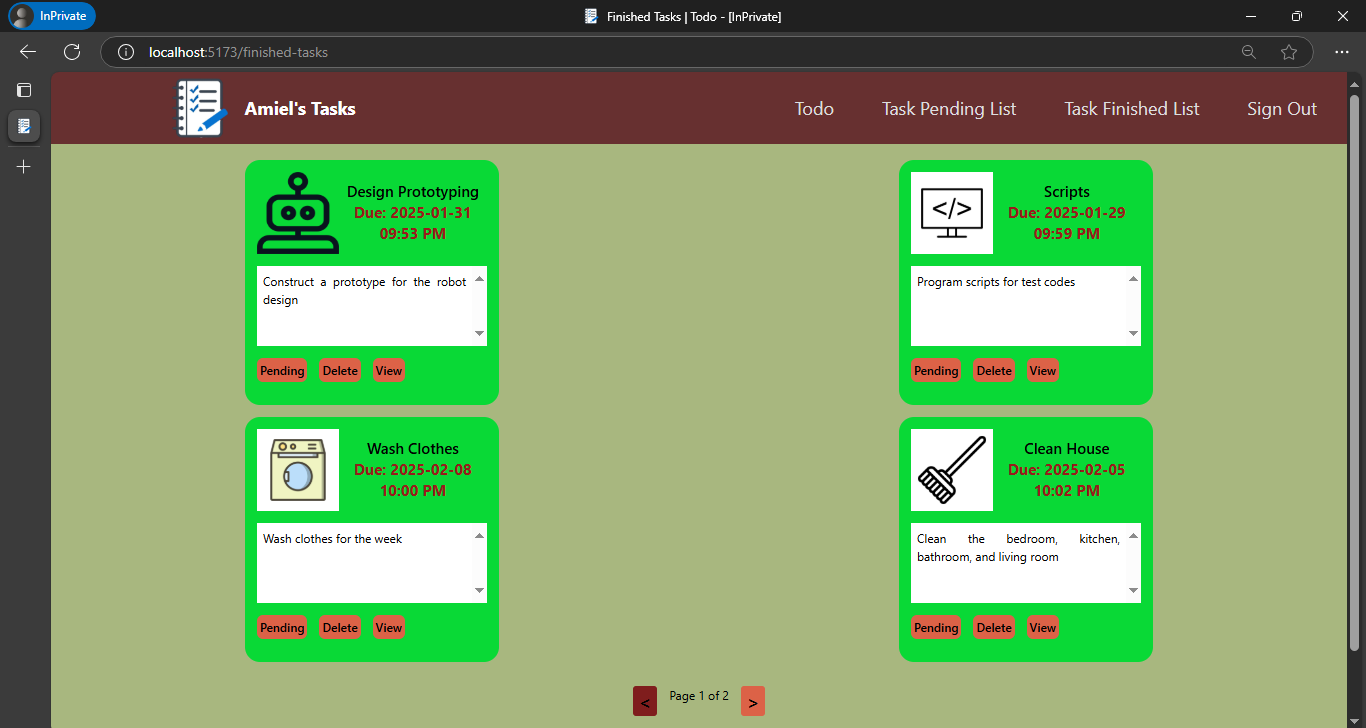 InPrivate
Finished Tasks | Todo - [InPrivate]
localhost:5173/finished-tasks
Amiel's Tasks
Todo
Task Pending List
Task Finished List
Sign Out
Design Prototyping
Due: 2025-01-31
09:53 PM
Construct a prototype for the robot
design
Pending Delete View
</>
Scripts
Due: 2025-01-29
09:59 PM
Program scripts for test codes
Pending Delete View
Wash Clothes
Due: 2025-02-08
10:00 PM
Wash clothes for the week
Pending Delete View
Clean House
Due: 2025-02-05
10:02 PM
Clean the bedroom, kitchen,
bathroom, and living room
Pending Delete View
< Page 1 of 2 >